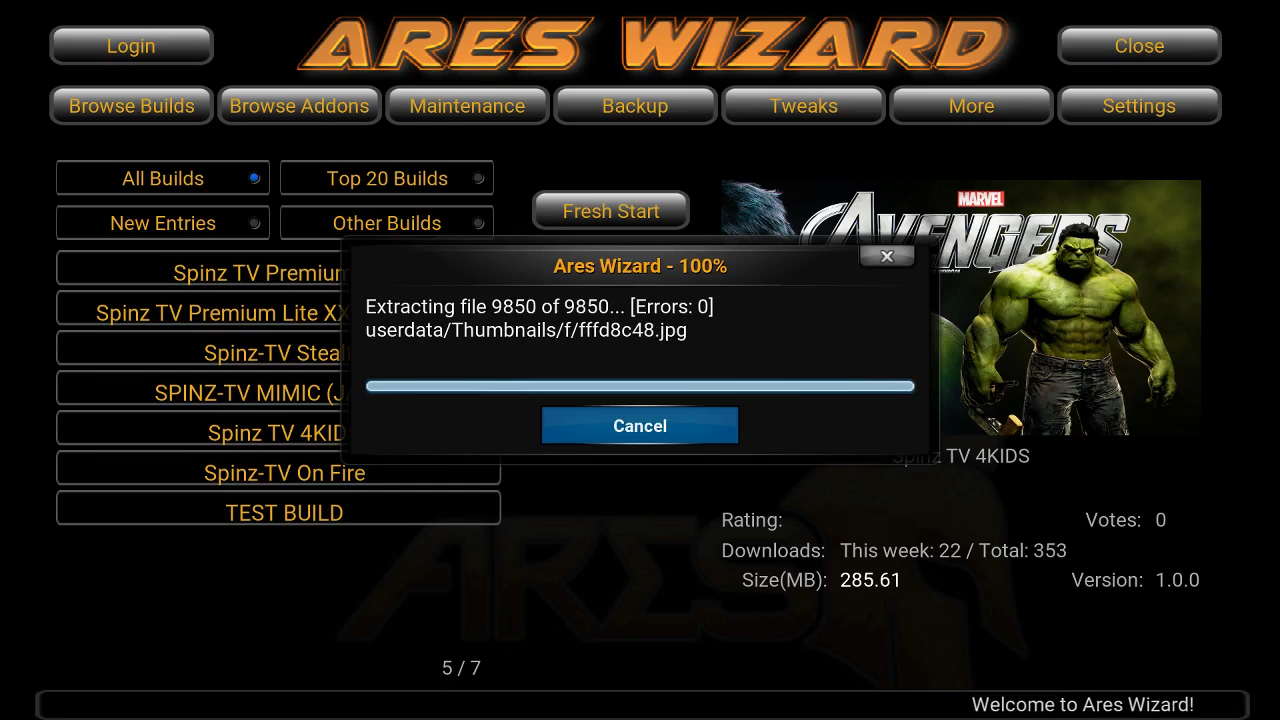 Login
ARES WIZARD
Close
Browse Builds
Browse Addons
Maintenance
Backup
Tweaks
More
Settings
All Builds
Top 20 Builds
New Entries
Other Builds
Fresh Start
MARVEL
AVENGERS
Spinz TV Premium
Spinz TV Premium Lite XX
Spinz-TV Steal
SPINZ-TV MIMIC (J
Spinz TV 4KID
Spinz-TV On Fire
TEST BUILD
Ares Wizard - 100%
Extracting file 9850 of 9850... [Errors: 0]
userdata/Thumbnails/f/fffd8c48.jpg
Cancel
Spinz TV 4KIDS
Rating:
Votes: 0
Downloads: This week: 22 / Total: 353
Size(MB): 285.61
Version: 1.0.0
ARES
5 / 7
Welcome to Ares Wizard!